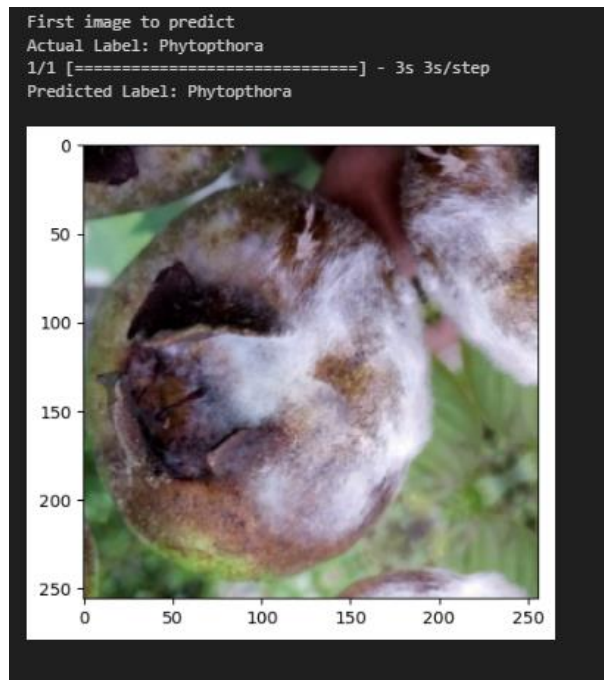 First image to predict
Actual Label: Phytopthora
1/1 [==============================] - 3s 3s/step
Predicted Label: Phytopthora
0
50
100
150
200
250
0 50 100 150 200 250